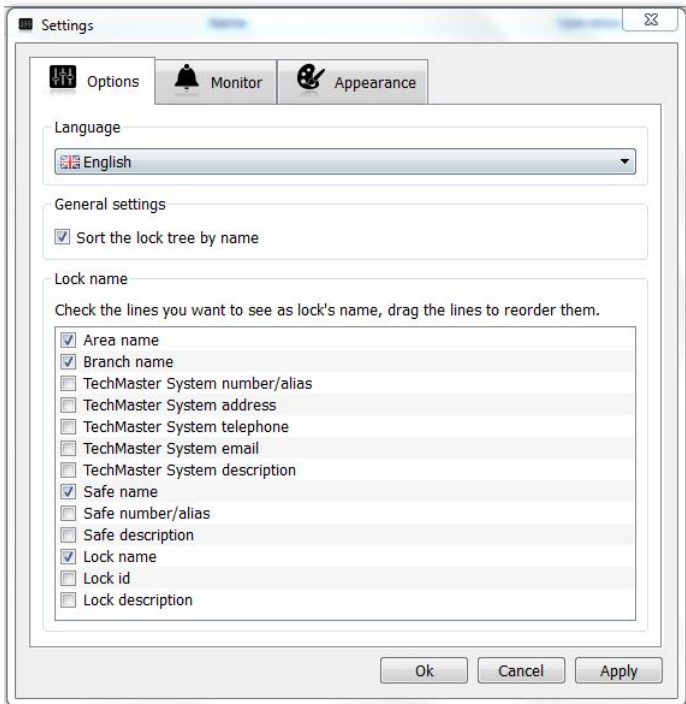 Settings
Options
Monitor
Appearance
Language
English
General settings
Sort the lock tree by name
Lock name
Check the lines you want to see as lock's name, drag the lines to reorder them.
Area name
Branch name
TechMaster System number/alias
TechMaster System address
TechMaster System telephone
TechMaster System email
TechMaster System description
Safe name
Safe number/alias
Safe description
Lock name
Lock id
Lock description
Ok
Cancel
Apply